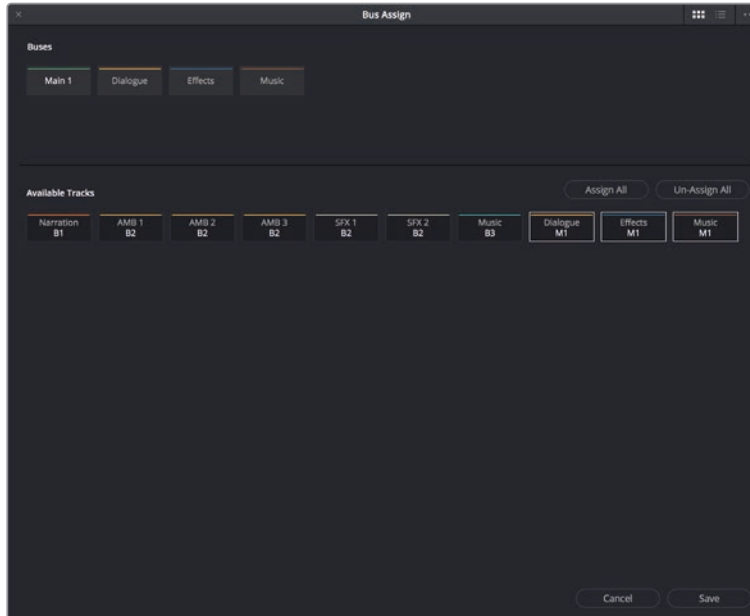 Bus Assign
Buses
Main 1 Dialogue Effects Music
Available Tracks Assign All Un-Assign All
Narration AMB 1 AMB 2 AMB 3 SFX 1 SFX 2 Music Dialogue Effects Music
B1 B2 B2 B2 B2 B2 B3 M1 M1 M1
Cancel Save